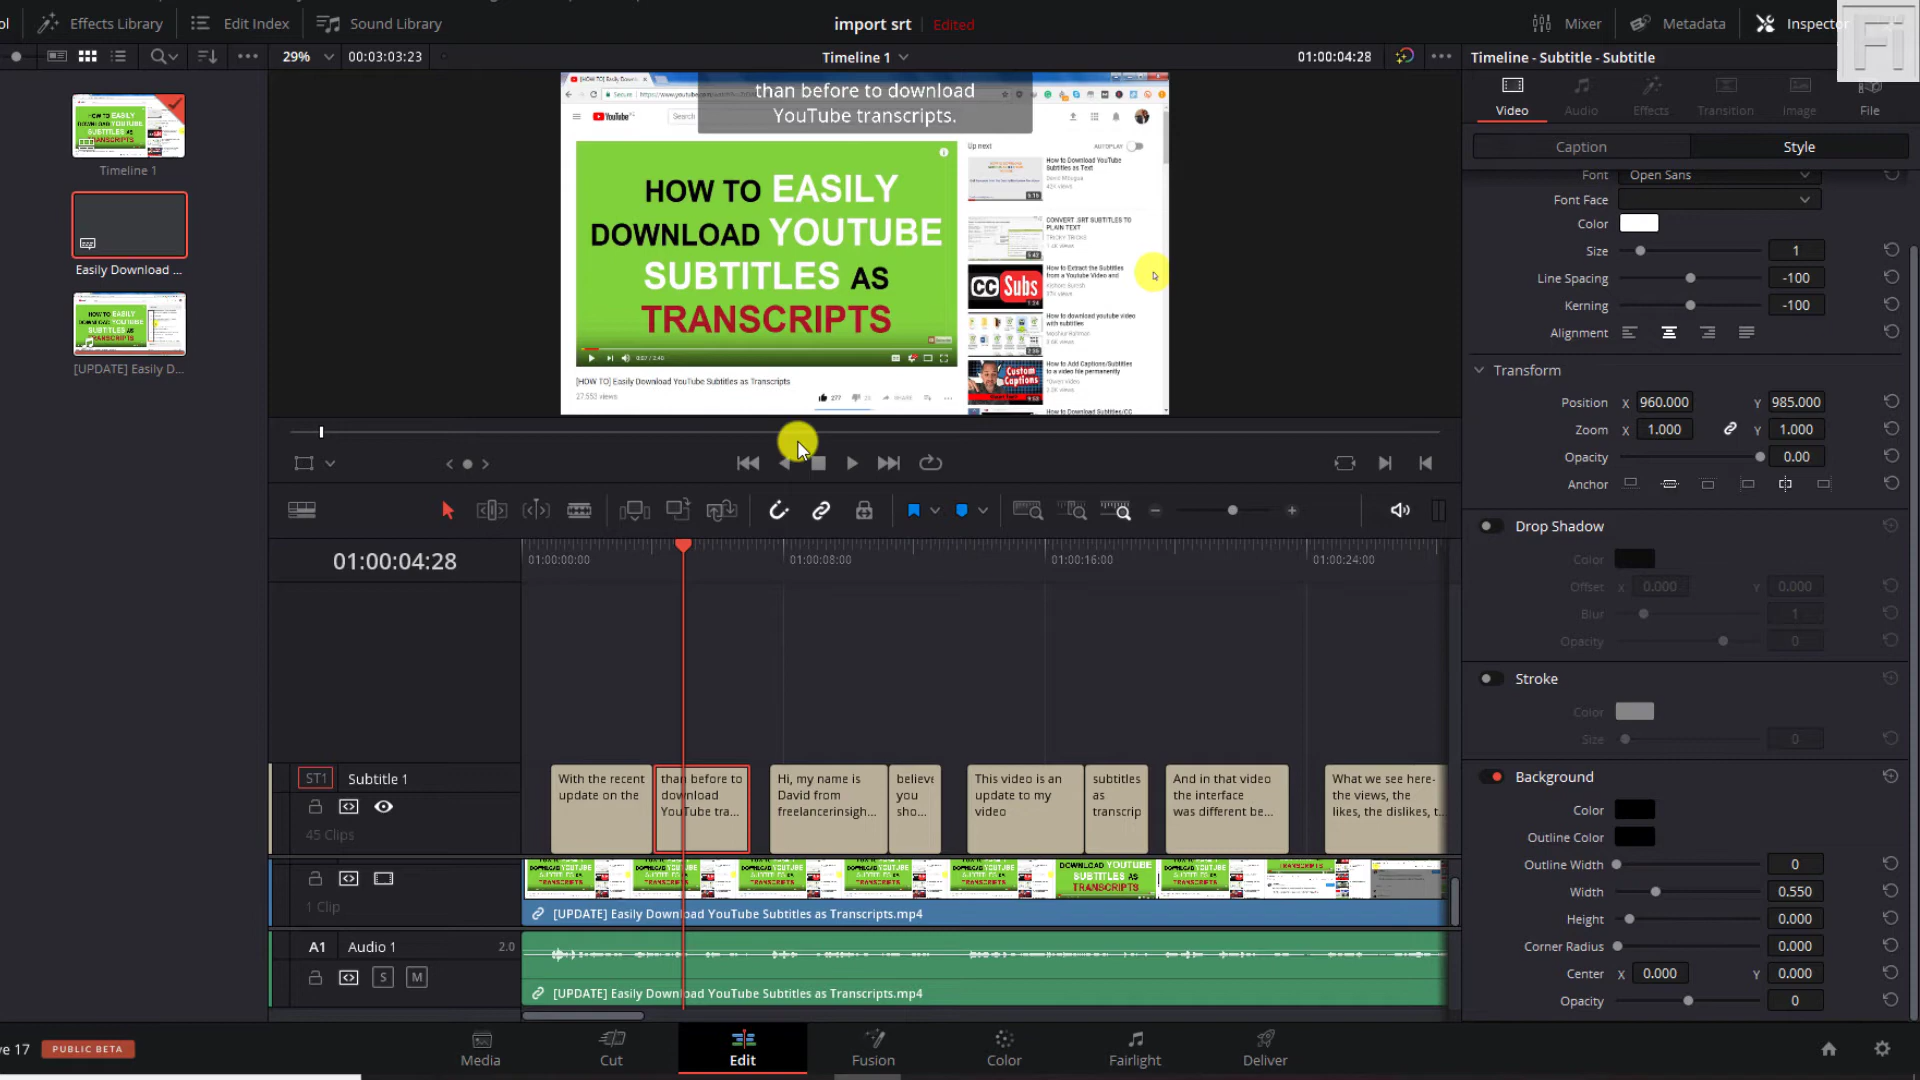 ol
Effects Library
Edit Index
Sound Collection
import srt
Edited
Mixer
Metadata
Inspector
Fi
29%
00:03:03:23
Timeline 1
01:00:04:28
Timeline - Subtitle - Subtitle
Video
Audio
Effects
Transition
Image
File
Caption
Style
Timeline 1
Easily Download ...
[UPDATE] Easily D...
than before to download
YouTube transcripts.
YouTube
Search
Up next
AUTOPLAY
HOW TO EASILY
DOWNLOAD YOUTUBE
SUBTITLES AS
TRANSCRIPTS
0:07 / 2:40
[HOW TO] Easily Download YouTube Subtitles as Transcripts
27,553 views
277
SHARE
How to Download YouTube
Subtitles as Text
CONVERT .SRT SUBTITLES TO
PLAIN TEXT
TRICKY TRICKS
How to Extract the Subtitles
from a Youtube Video and
CC Subs
How to download youtube video
with subtitles
How to Add Captions/Subtitles
to a video file permanently
Custom
Captions
How to Download Subtitles/CC
Font
Open Sans
Font Face
Color
Size
1
Line Spacing
-100
Kerning
-100
Alignment
Transform
Position X 960.000 Y 985.000
Zoom X 1.000 Y 1.000
Opacity 0.00
Anchor
Drop Shadow
Color
Offset X 0.000 Y 0.000
Blur 1
Opacity 0
Stroke
Color
Size 0
Background
Color
Outline Color
Outline Width 0
Width 0.550
Height 0.000
Corner Radius 0.000
Center X 0.000 Y 0.000
Opacity 0
01:00:04:28
01:00:00:00
01:00:08:00
01:00:16:00
01:00:24:00
ST1
Subtitle 1
45 Clips
With the recent
update on the
than before to
download
YouTube tra...
Hi, my name is
David from
freelancerinsigh...
believe
you
sho...
This video is an
update to my
video
subtitles
as
transcrip
And in that video
the interface
was different be...
What we see here-
the views, the
likes, the dislikes, t
1 Clip
[UPDATE] Easily Download YouTube Subtitles as Transcripts.mp4
A1
Audio 1
2.0
S
M
[UPDATE] Easily Download YouTube Subtitles as Transcripts.mp4
ve 17
PUBLIC BETA
Media
Cut
Edit
Fusion
Color
Fairlight
Deliver